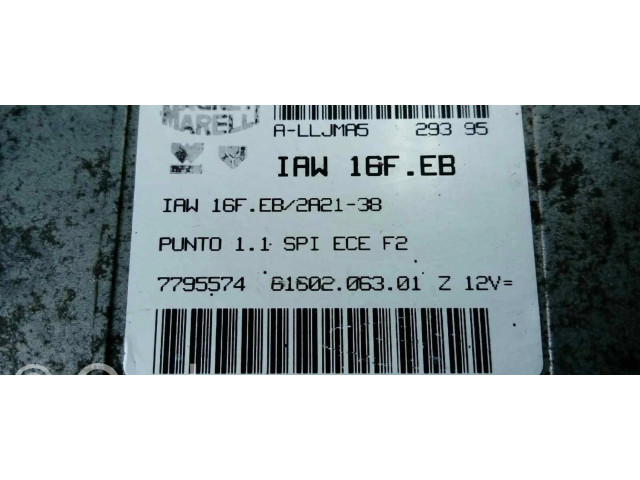 MAGNETI
MARELLI
A-LLJMA5 293 95
IAW 16F.EB
IAW 16F.EB/2A21-38
PUNTO 1.1 SPI ECE F2
7795574 61602.063.01 Z 12V=